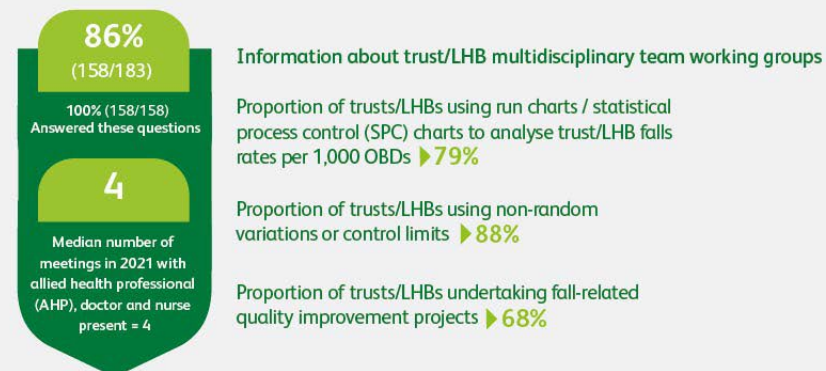 86%
(158/183)
100% (158/158)
Answered these questions
4
Median number of
meetings in 2021 with
allied health professional
(AHP), doctor and nurse
present = 4
Information about trust/LHB multidisciplinary team working groups
Proportion of trusts/LHBs using run charts / statistical
process control (SPC) charts to analyse trust/LHB falls
rates per 1,000 OBDs 79%
Proportion of trusts/LHBs using non-random
variations or control limits 88%
Proportion of trusts/LHBs undertaking fall-related
quality improvement projects 68%